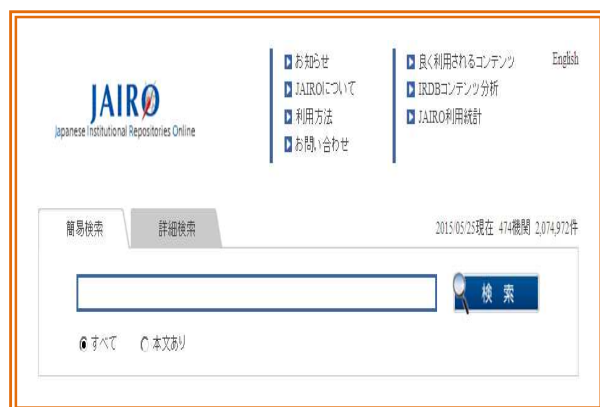 JAIRO
Japanese Institutional Repositories Online
お知らせ
JAIROについて
利用方法
お問い合わせ
良く利用されるコンテンツ
IRDBコンテンツ分析
JAIRO利用統計
English
簡易検索
詳細検索
2015/05/25現在 474機関 2,074,972件
検 索
すべて
本文あり